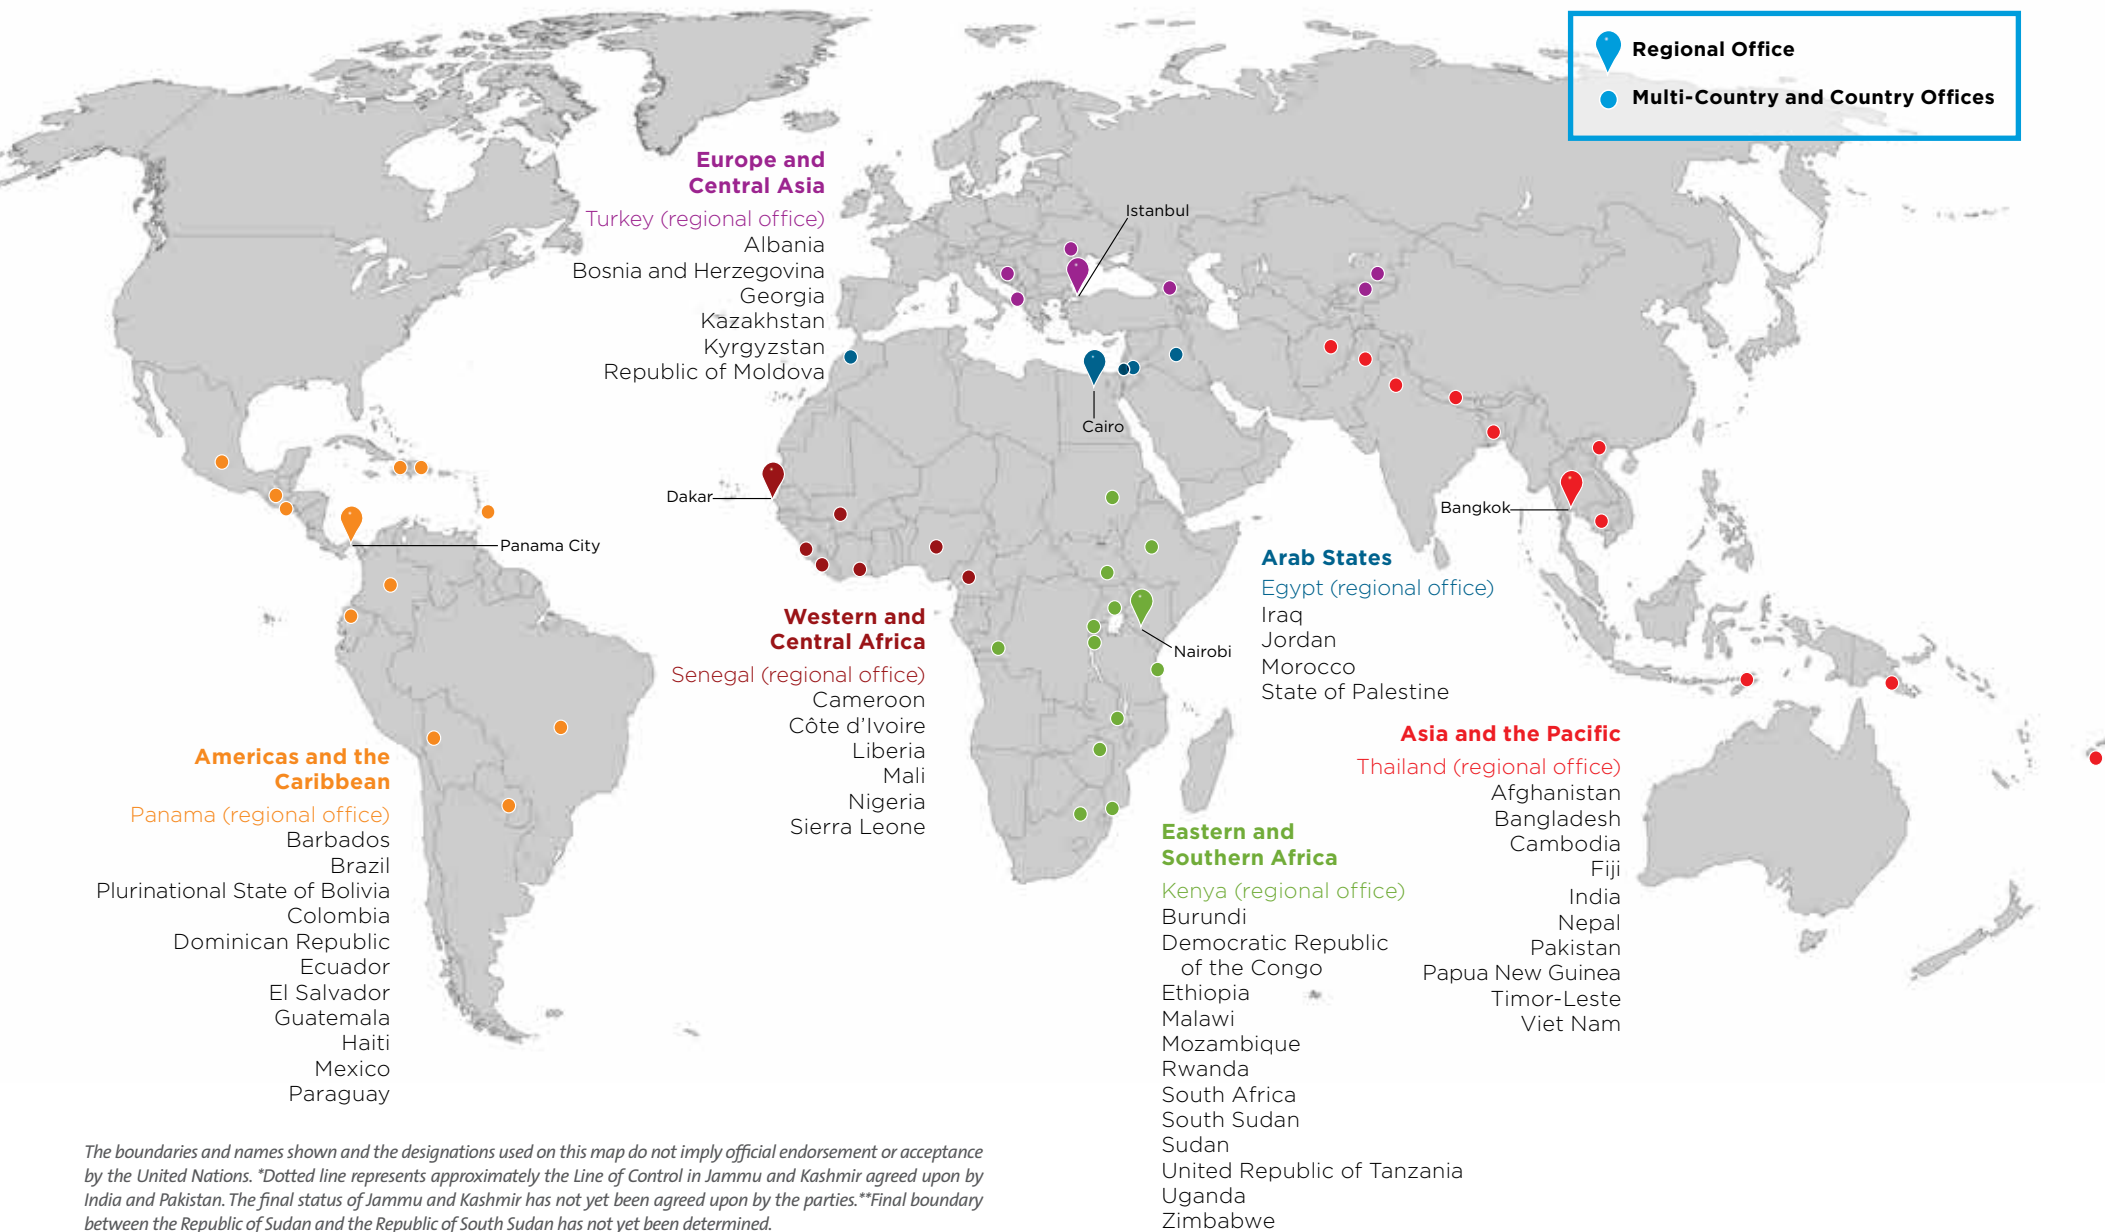 Regional Office
Multi-Country and Country Offices
Europe and
Central Asia
Turkey (regional office)
Albania
Bosnia and Herzegovina
Georgia
Kazakhstan
Kyrgyzstan
Republic of Moldova
Istanbul
Cairo
Dakar
Bangkok
Panama City
Nairobi
Arab States
Egypt (regional office)
Iraq
Jordan
Morocco
State of Palestine
Western and
Central Africa
Senegal (regional office)
Cameroon
Côte d’Ivoire
Liberia
Mali
Nigeria
Sierra Leone
Americas and the
Caribbean
Panama (regional office)
Barbados
Brazil
Plurinational State of Bolivia
Colombia
Dominican Republic
Ecuador
El Salvador
Guatemala
Haiti
Mexico
Paraguay
Asia and the Pacific
Thailand (regional office)
Afghanistan
Bangladesh
Cambodia
Fiji
India
Nepal
Pakistan
Papua New Guinea
Timor-Leste
Viet Nam
Eastern and
Southern Africa
Kenya (regional office)
Burundi
Democratic Republic
of the Congo
Ethiopia
Malawi
Mozambique
Rwanda
South Africa
South Sudan
Sudan
United Republic of Tanzania
Uganda
Zimbabwe
The boundaries and names shown and the designations used on this map do not imply official endorsement or acceptance
by the United Nations. *Dotted line represents approximately the Line of Control in Jammu and Kashmir agreed upon by
India and Pakistan. The final status of Jammu and Kashmir has not yet been agreed upon by the parties.**Final boundary
between the Republic of Sudan and the Republic of South Sudan has not yet been determined.